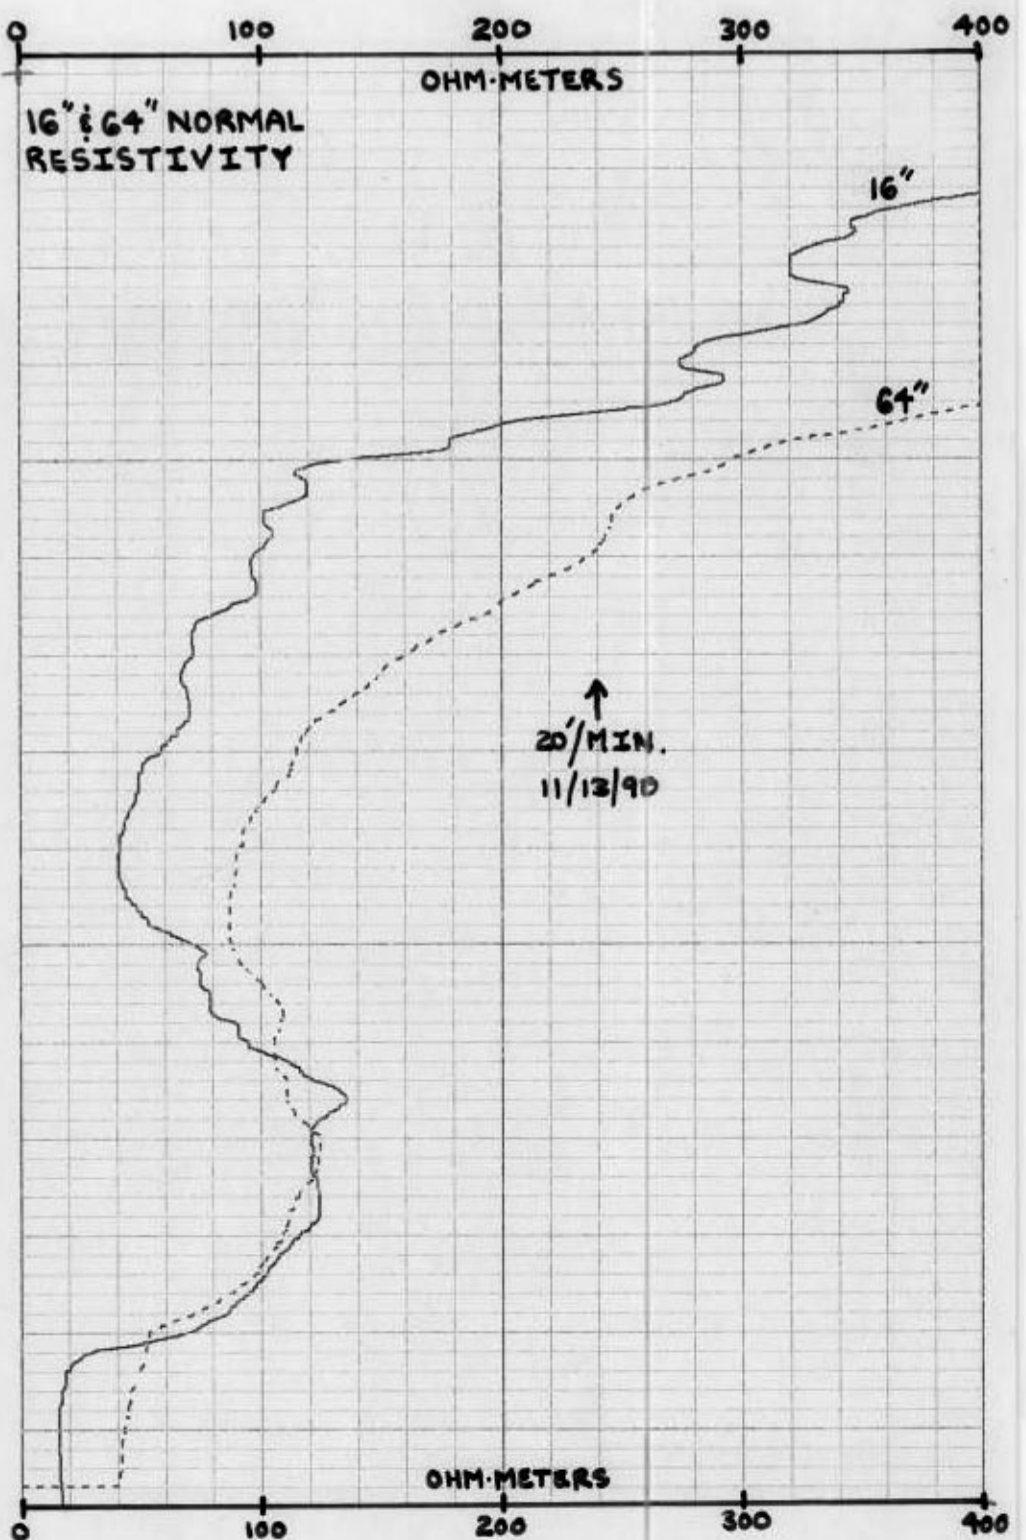 0 100 200 300 400
OHM·METERS
16" & 64" NORMAL
RESISTIVITY
16"
64"
↑
20'/MIN.
11/13/90
OHM·METERS
0 100 200 300 400